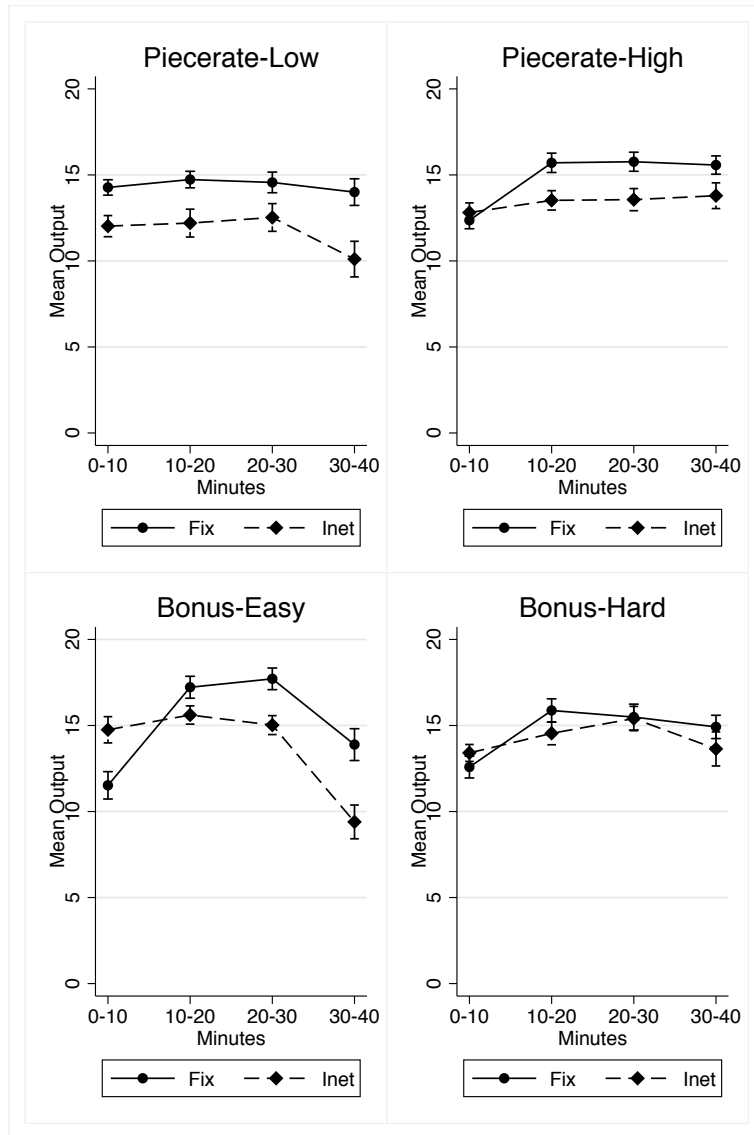 Piecerate-Low
Mean Output
20
15
10
5
0
0-10 10-20 20-30 30-40
Minutes
Fix Inet
Piecerate-High
Mean Output
20
15
10
5
0
0-10 10-20 20-30 30-40
Minutes
Fix Inet
Bonus-Easy
Mean Output
20
15
10
5
0
0-10 10-20 20-30 30-40
Minutes
Fix Inet
Bonus-Hard
Mean Output
20
15
10
5
0
0-10 10-20 20-30 30-40
Minutes
Fix Inet